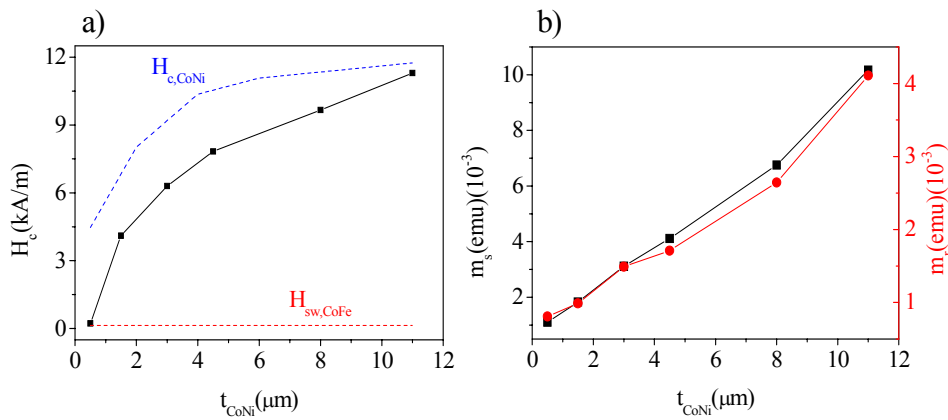 a)
12
9
6
3
0
H_c(kA/m)
H_c,CoNi
H_sw,CoFe
0 2 4 6 8 10 12
t_CoNi(μm)
b)
10
8
6
4
2
m_s(emu)(10^-3)
4
3
2
1
m_r(emu)(10^-3)
0 2 4 6 8 10 12
t_CoNi(μm)